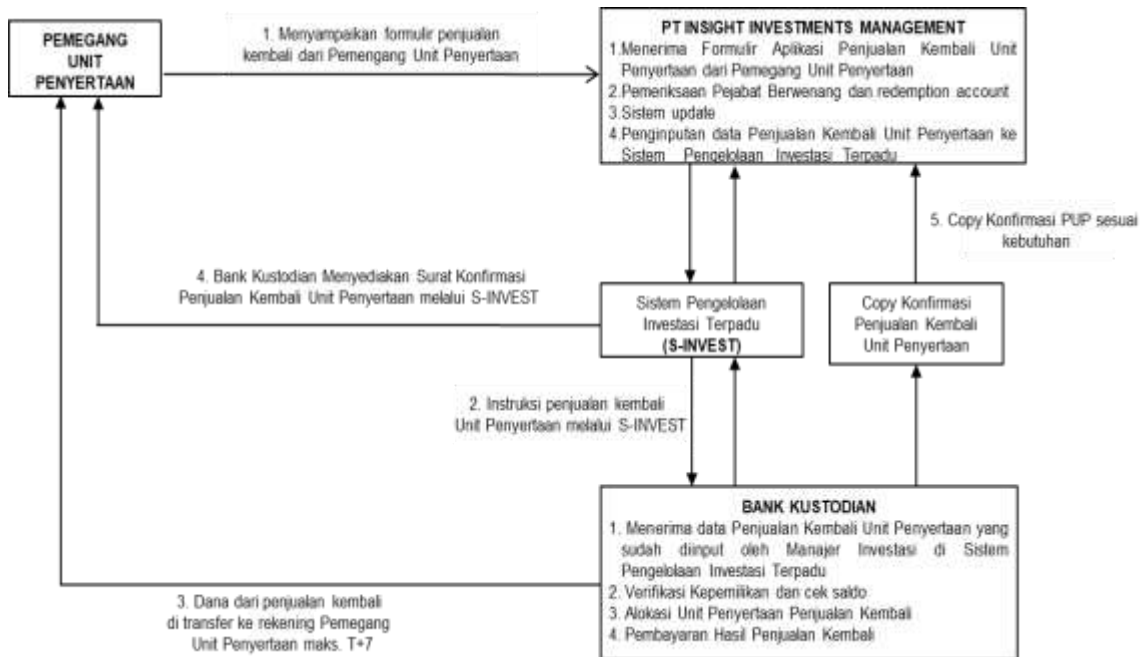 PEMEGANG
UNIT
PENYERTAAN
1. Menyampaikan formulir penjualan
kembali dari Pemengang Unit Penyertaan
PT INSIGHT INVESTMENTS MANAGEMENT
1.Menerima Formulir Aplikasi Penjualan Kembali Unit
Penyertaan dari Pemegang Unit Penyertaan
2.Pemeriksaan Pejabat Berwenang dan redemption account
3.Sistem update
4.Penginputan data Penjualan Kembali Unit Penyertaan ke
Sistem Pengelolaan Investasi Terpadu
5. Copy Konfirmasi PUP sesuai
kebutuhan
4. Bank Kustodian Menyediakan Surat Konfirmasi
Penjualan Kembali Unit Penyertaan melalui S-INVEST
Sistem Pengelolaan
Investasi Terpadu
(S-INVEST)
Copy Konfirmasi
Penjualan Kembali
Unit Penyertaan
2. Instruksi penjualan kembali
Unit Penyertaan melalui S-INVEST
BANK KUSTODIAN
1. Menerima data Penjualan Kembali Unit Penyertaan yang
sudah diinput oleh Manajer Investasi di Sistem
Pengelolaan Investasi Terpadu
2. Verifikasi Kepemilikan dan cek saldo
3. Alokasi Unit Penyertaan Penjualan Kembali
4. Pembayaran Hasil Penjualan Kembali
3. Dana dari penjualan kembali
di transfer ke rekening Pemegang
Unit Penyertaan maks. T+7